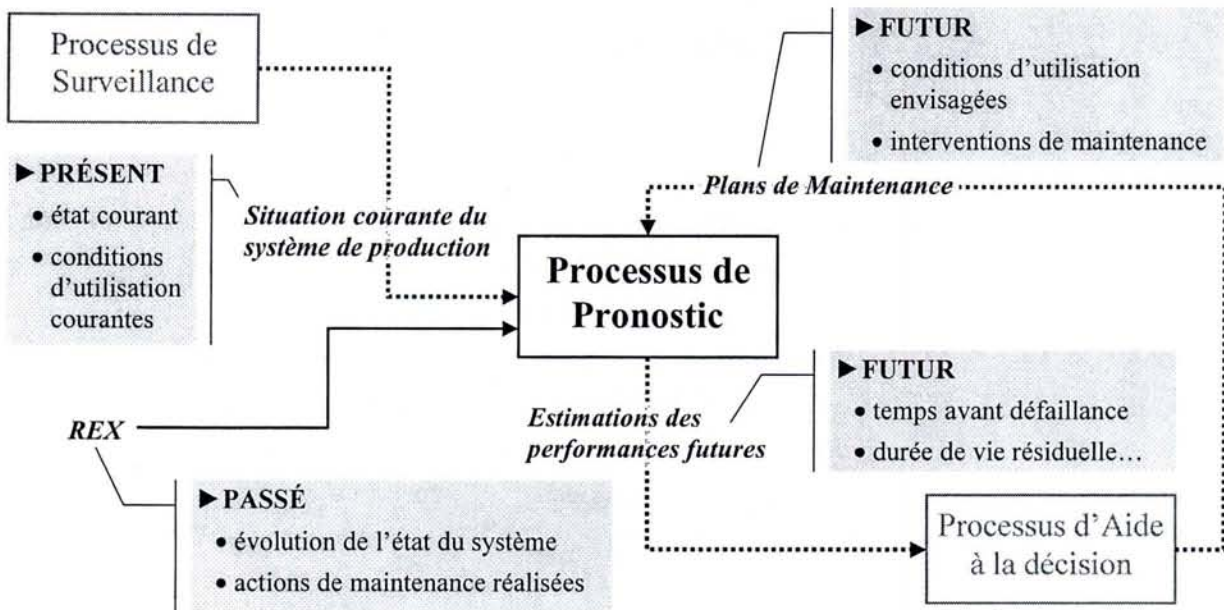 Processus de
Surveillance
► FUTUR
• conditions d'utilisation
envisagées
• interventions de maintenance
► PRÉSENT
• état courant
• conditions
d'utilisation
courantes
Situation courante du
système de production
Plans de Maintenance
Processus de
Pronostic
► FUTUR
• temps avant défaillance
• durée de vie résiduelle…
REX
Estimations des
performances futures
► PASSÉ
• évolution de l'état du système
• actions de maintenance réalisées
Processus d'Aide
à la décision